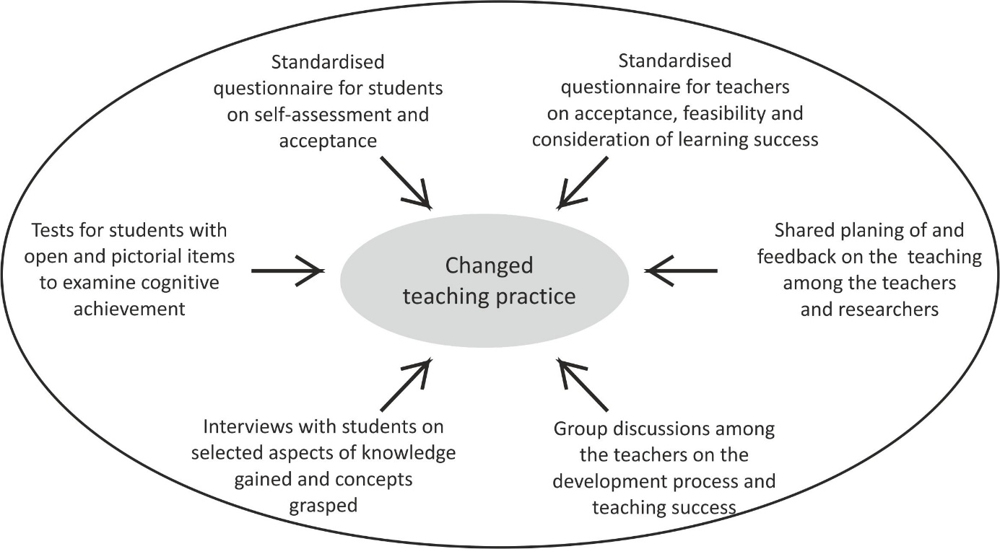 Standardised
questionnaire for students
on self-assessment and
acceptance
Standardised
questionnaire for teachers
on acceptance, feasibility and
consideration of learning success
Tests for students with
open and pictorial items
to examine cognitive
achievement
Changed
teaching practice
Shared planing of and
feedback on the teaching
among the teachers
and researchers
Interviews with students on
selected aspects of knowledge
gained and concepts
grasped
Group discussions among
the teachers on the
development process and
teaching success